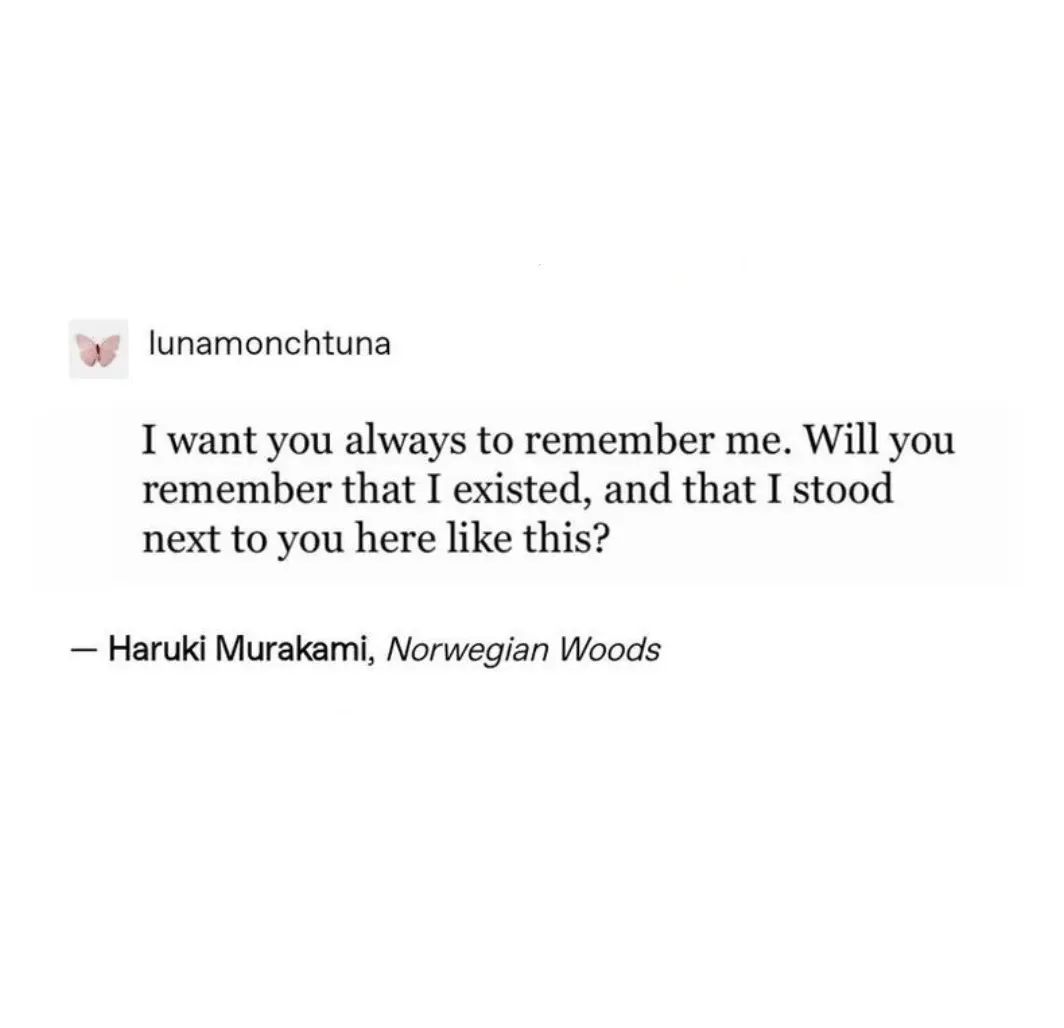 lunamonchtuna
I want you always to remember me. Will you
remember that I existed, and that I stood
next to you here like this?
— Haruki Murakami, Norwegian Woods